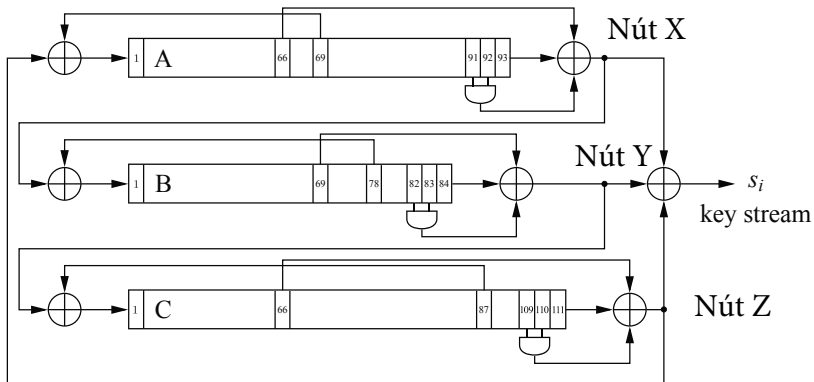 Nút X
1 A 66 69 91 92 93
Nút Y
1 B 69 78 82 83 84
s_i
key stream
1 C 66 87 109 110 111
Nút Z